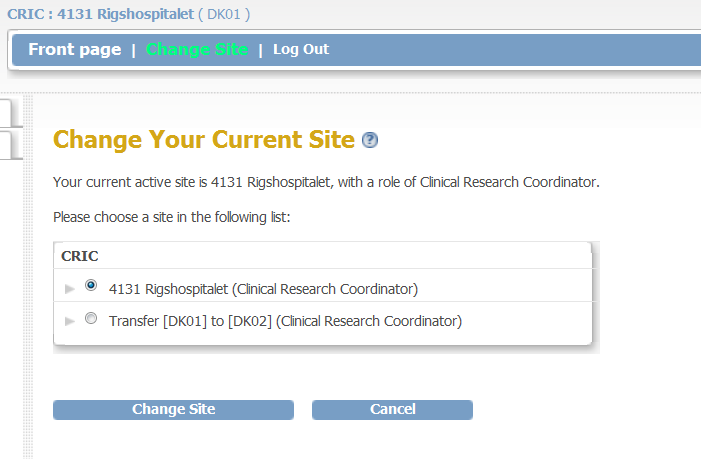 CRIC : 4131 Rigshospitalet ( DK01 )
Front page | Change Site | Log Out
Change Your Current Site ?
Your current active site is 4131 Rigshospitalet, with a role of Clinical Research Coordinator.
Please choose a site in the following list:
CRIC
4131 Rigshospitalet (Clinical Research Coordinator)
Transfer [DK01] to [DK02] (Clinical Research Coordinator)
Change Site Cancel